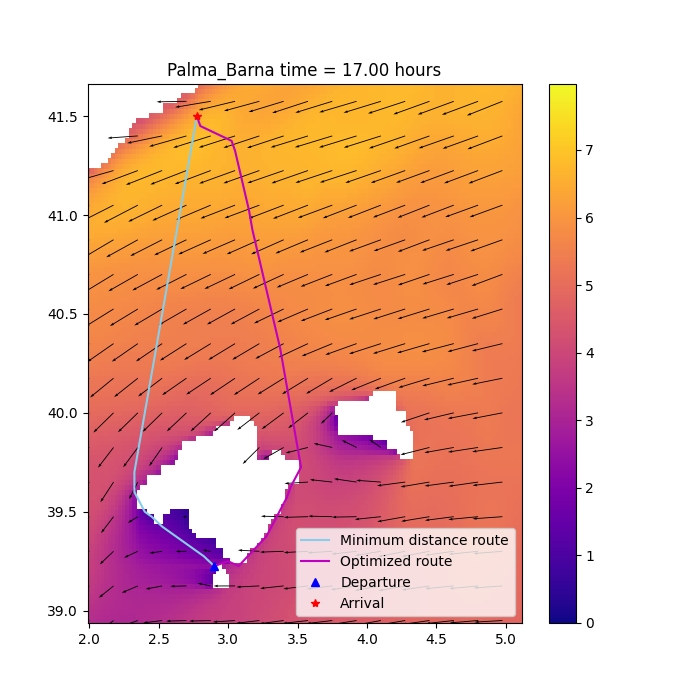 Palma_Barna time = 17.00 hours
41.5
41.0
40.5
40.0
39.5
39.0
2.0 2.5 3.0 3.5 4.0 4.5 5.0
Minimum distance route
Optimized route
Departure
Arrival
7
6
5
4
3
2
1
0